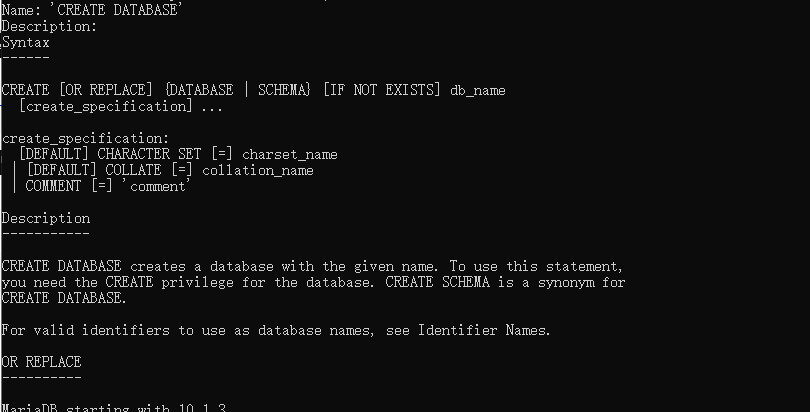 Name: 'CREATE DATABASE'
Description:
Syntax
------
CREATE [OR REPLACE] {DATABASE | SCHEMA} [IF NOT EXISTS] db_name
  [create_specification] ...
create_specification:
  [DEFAULT] CHARACTER SET [=] charset_name
 | [DEFAULT] COLLATE [=] collation_name
 | COMMENT [=] 'comment'
Description
-----------
CREATE DATABASE creates a database with the given name. To use this statement,
you need the CREATE privilege for the database. CREATE SCHEMA is a synonym for
CREATE DATABASE.
For valid identifiers to use as database names, see Identifier Names.
OR REPLACE
----------
MariaDB starting with 10.1.3